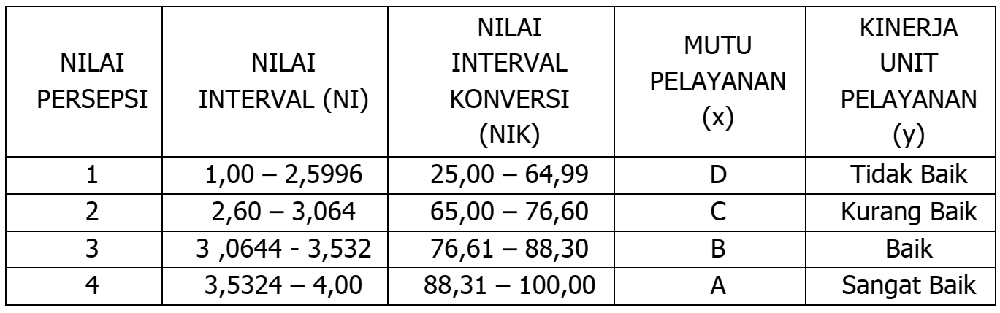 NILAI PERSEPSI
NILAI INTERVAL (NI)
NILAI INTERVAL KONVERSI (NIK)
MUTU PELAYANAN (x)
KINERJA UNIT PELAYANAN (y)
1 1,00 – 2,5996 25,00 – 64,99 D Tidak Baik
2 2,60 – 3,064 65,00 – 76,60 C Kurang Baik
3 3 ,0644 - 3,532 76,61 – 88,30 B Baik
4 3,5324 – 4,00 88,31 – 100,00 A Sangat Baik